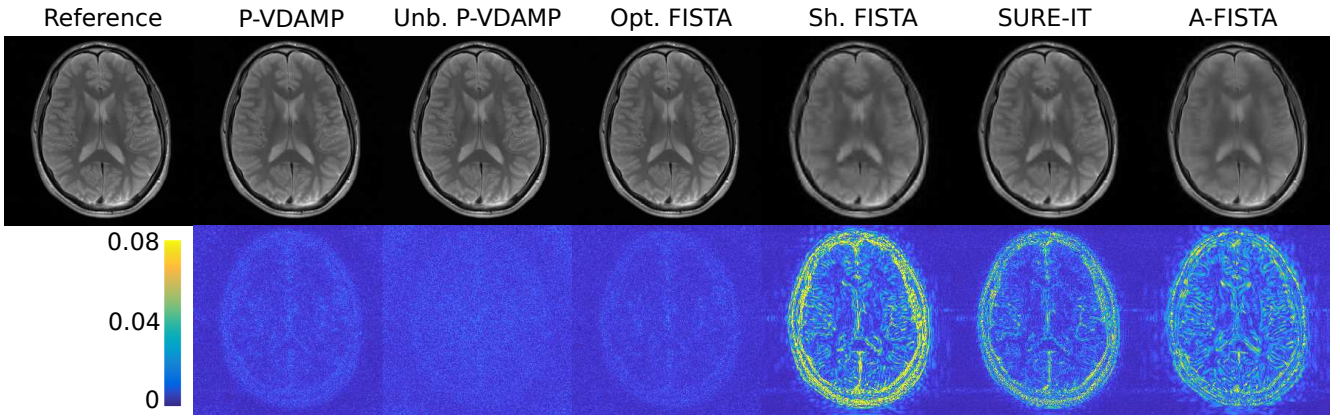 Reference P-VDAMP Unb. P-VDAMP Opt. FISTA Sh. FISTA SURE-IT A-FISTA
0.08
0.04
0